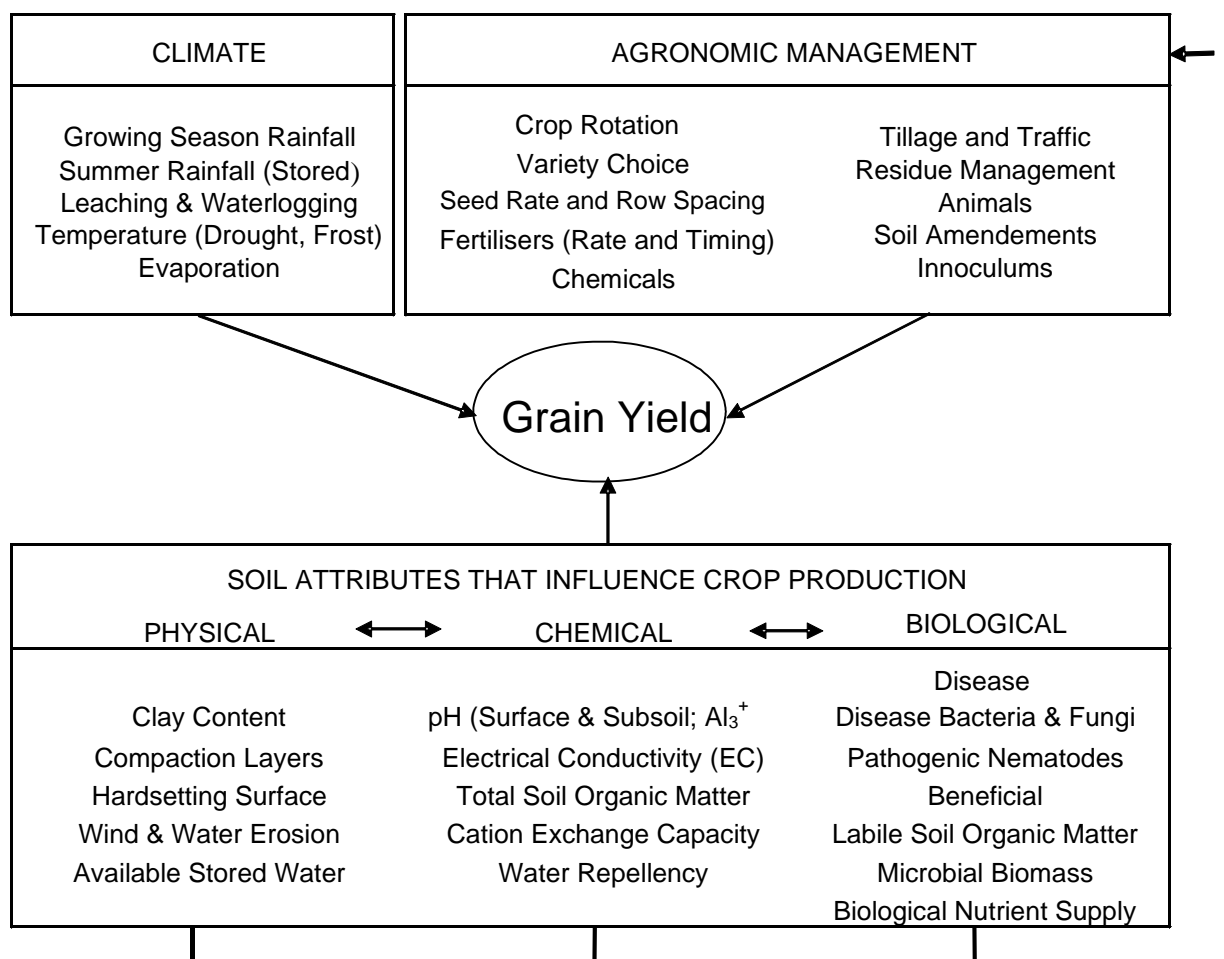 CLIMATE
AGRONOMIC MANAGEMENT
Growing Season Rainfall
Summer Rainfall (Stored)
Leaching & Waterlogging
Temperature (Drought, Frost)
Evaporation
Crop Rotation
Variety Choice
Seed Rate and Row Spacing
Fertilisers (Rate and Timing)
Chemicals
Tillage and Traffic
Residue Management
Animals
Soil Amendements
Innoculums
Grain Yield
SOIL ATTRIBUTES THAT INFLUENCE CROP PRODUCTION
PHYSICAL
CHEMICAL
BIOLOGICAL
Clay Content
Compaction Layers
Hardsetting Surface
Wind & Water Erosion
Available Stored Water
pH (Surface & Subsoil; Al₃⁺
Electrical Conductivity (EC)
Total Soil Organic Matter
Cation Exchange Capacity
Water Repellency
Disease
Disease Bacteria & Fungi
Pathogenic Nematodes
Beneficial
Labile Soil Organic Matter
Microbial Biomass
Biological Nutrient Supply